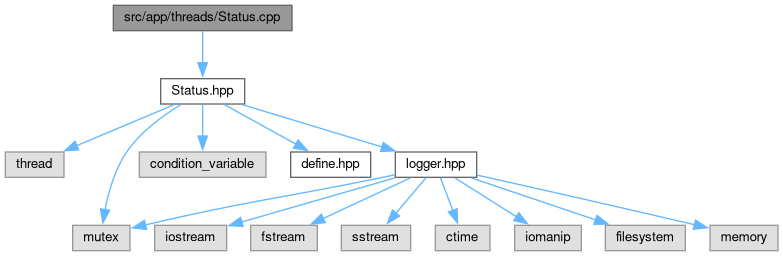 src/app/threads/Status.cpp
Status.hpp
thread
condition_variable
define.hpp
logger.hpp
mutex
iostream
fstream
sstream
ctime
iomanip
filesystem
memory